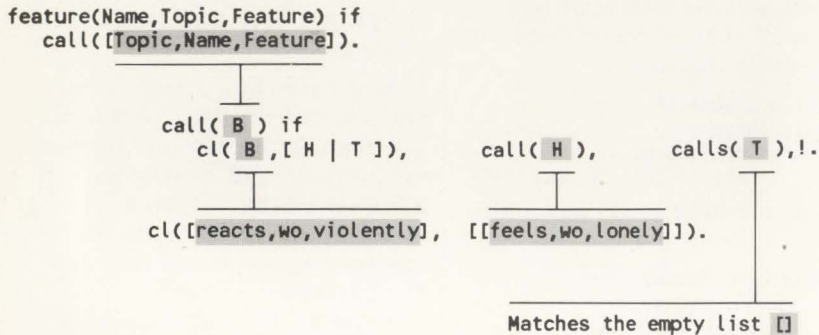 feature(Name,Topic,Feature) if
call([Topic,Name,Feature]).
call( B ) if
cl( B ,[ H | T ]), call( H ), calls( T ),!.
cl([reacts,wo,violently], [[feels,wo,lonely]]).
Matches the empty list []